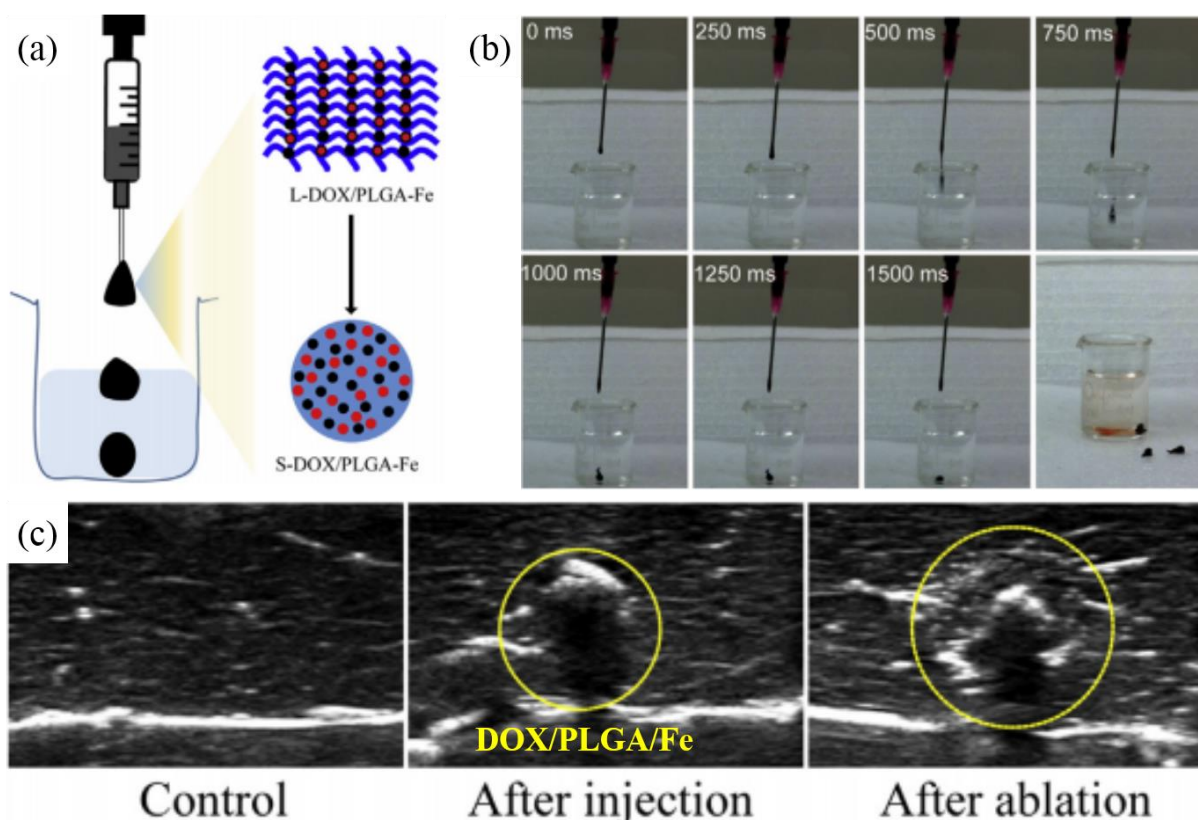 (a)
L-DOX/PLGA-Fe
S-DOX/PLGA-Fe
(b)
0 ms
250 ms
500 ms
750 ms
1000 ms
1250 ms
1500 ms
(c)
DOX/PLGA/Fe
Control
After injection
After ablation